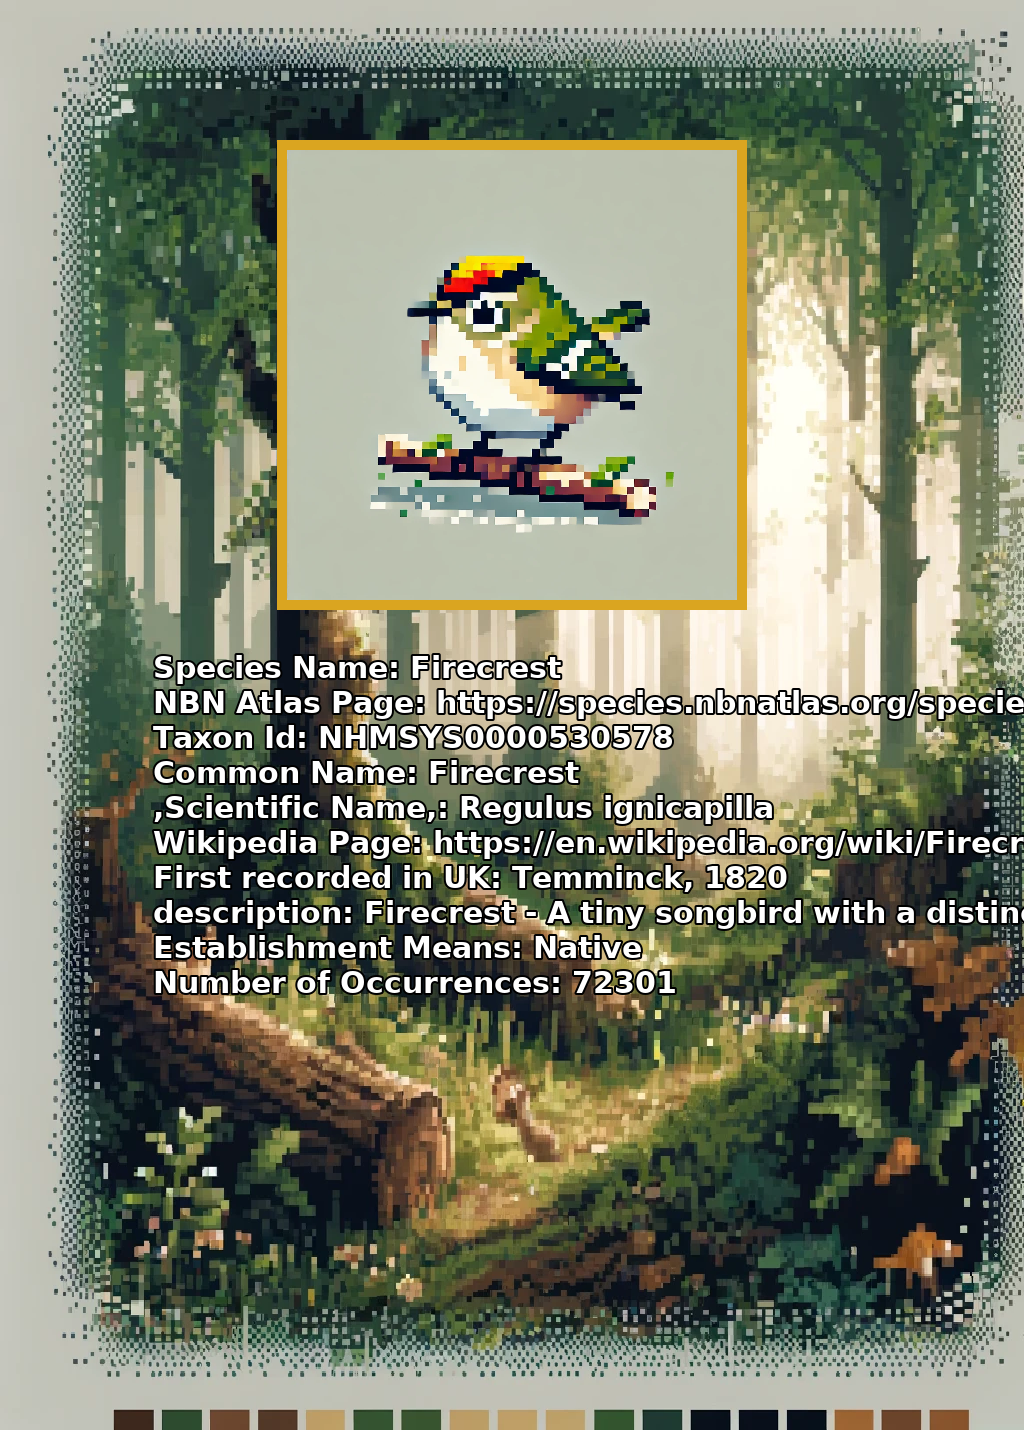 Species Name: Firecrest
NBN Atlas Page: https://species.nbnatlas.org/specie
Taxon Id: NHMSYS0000530578
Common Name: Firecrest
,Scientific Name,: Regulus ignicapilla
Wikipedia Page: https://en.wikipedia.org/wiki/Firecr
First recorded in UK: Temminck, 1820
description: Firecrest - A tiny songbird with a distinc
Establishment Means: Native
Number of Occurrences: 72301